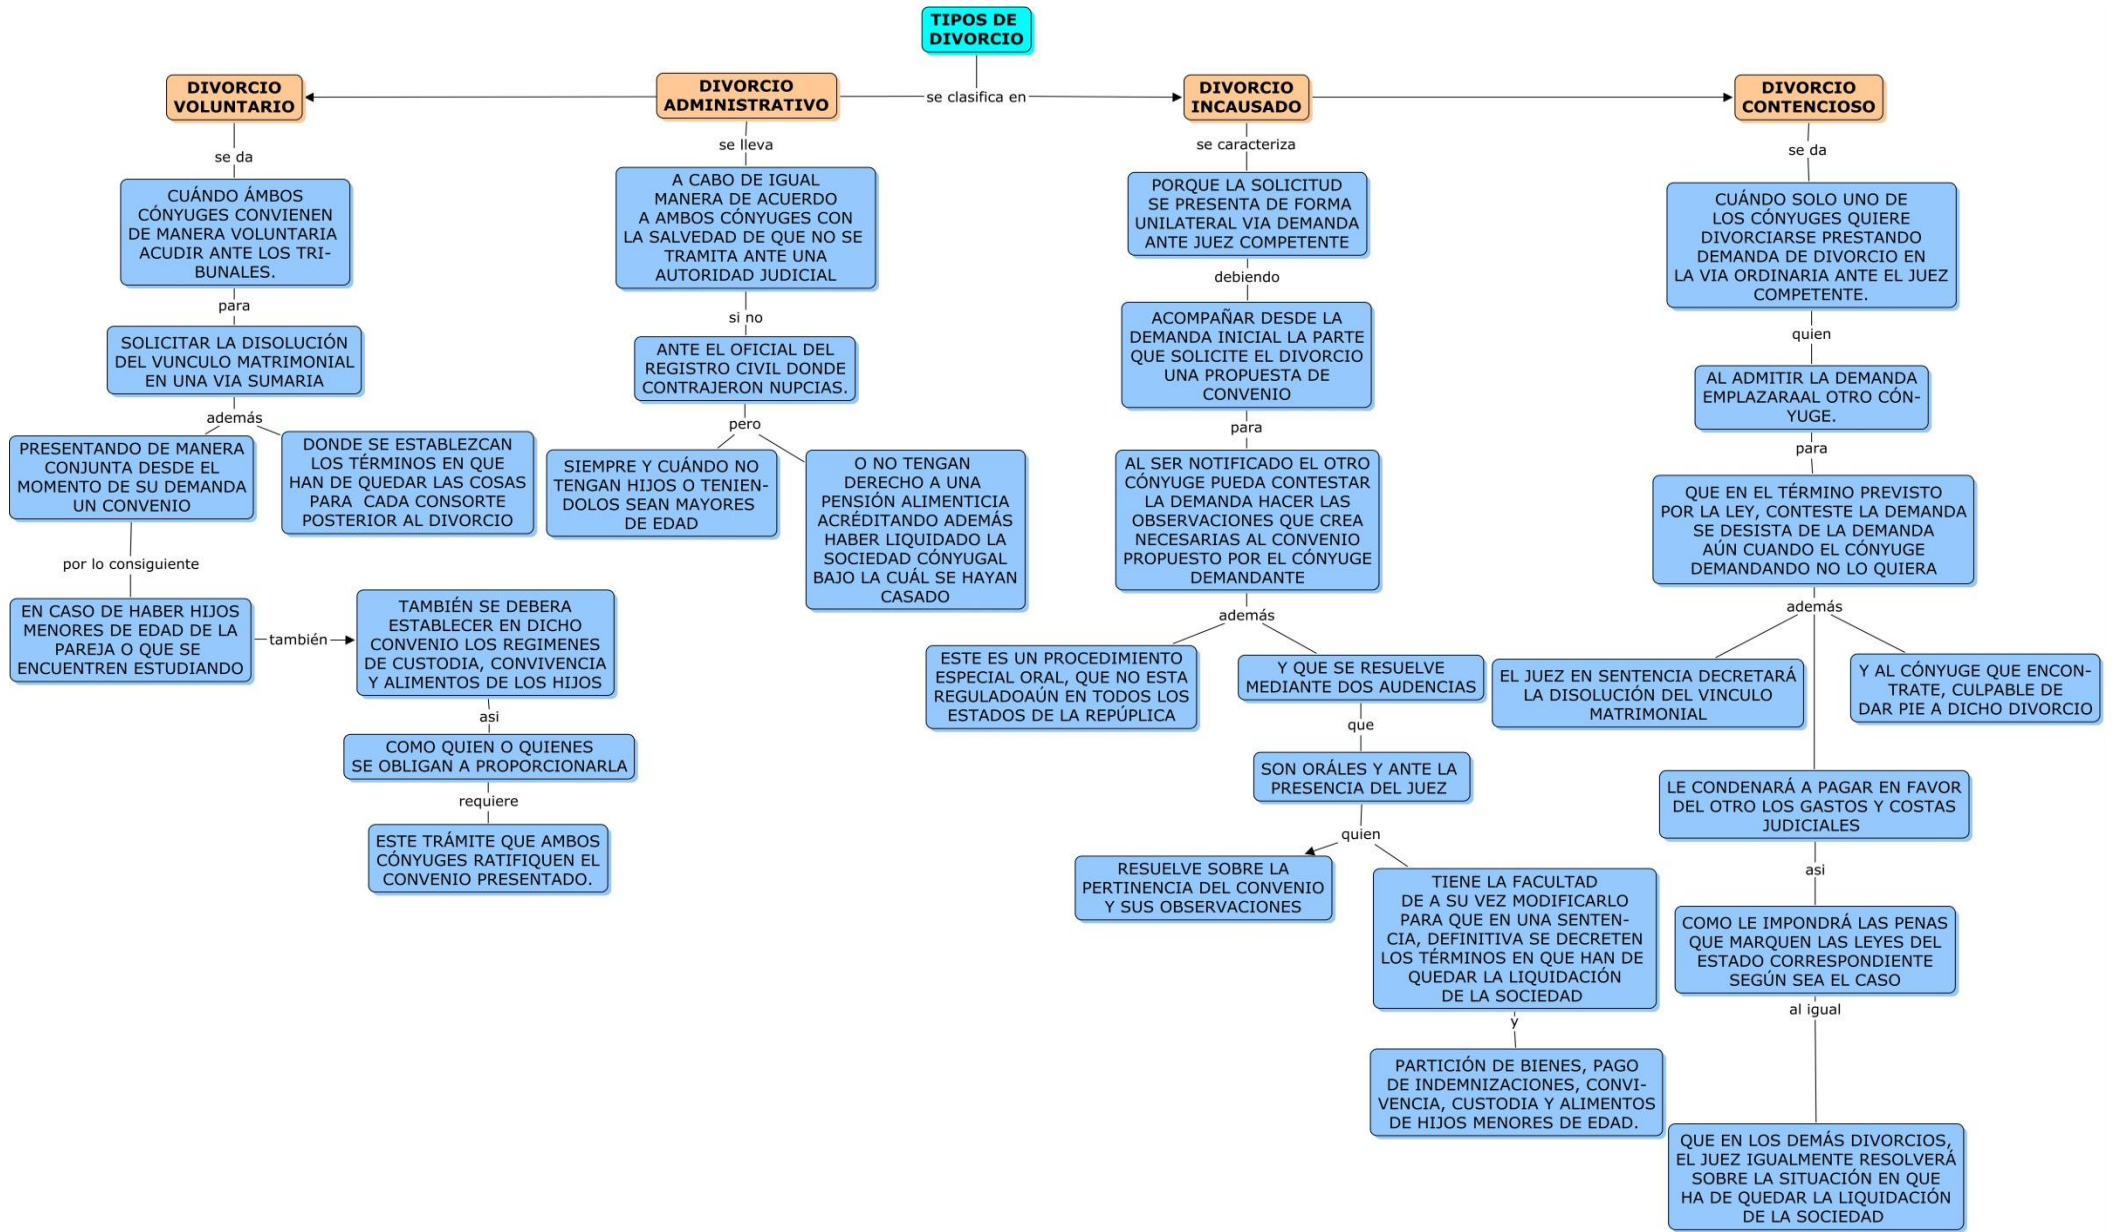 TIPOS DE
DIVORCIO
se clasifica en
DIVORCIO
VOLUNTARIO
se da
CUÁNDO ÁMBOS
CÓNYUGES CONVIENEN
DE MANERA VOLUNTARIA
ACUDIR ANTE LOS TRI-
BUNALES.
para
SOLICITAR LA DISOLUCIÓN
DEL VUNCULO MATRIMONIAL
EN UNA VIA SUMARIA
además
PRESENTANDO DE MANERA
CONJUNTA DESDE EL
MOMENTO DE SU DEMANDA
UN CONVENIO
DONDE SE ESTABLEZCAN
LOS TÉRMINOS EN QUE
HAN DE QUEDAR LAS COSAS
PARA  CADA CONSORTE
POSTERIOR AL DIVORCIO
por lo consiguiente
EN CASO DE HABER HIJOS
MENORES DE EDAD DE LA
PAREJA O QUE SE
ENCUENTREN ESTUDIANDO
también
TAMBIÉN SE DEBERA
ESTABLECER EN DICHO
CONVENIO LOS REGIMENES
DE CUSTODIA, CONVIVENCIA
Y ALIMENTOS DE LOS HIJOS
asi
COMO QUIEN O QUIENES
SE OBLIGAN A PROPORCIONARLA
requiere
ESTE TRÁMITE QUE AMBOS
CÓNYUGES RATIFIQUEN EL
CONVENIO PRESENTADO.
DIVORCIO
ADMINISTRATIVO
se lleva
A CABO DE IGUAL
MANERA DE ACUERDO
A AMBOS CÓNYUGES CON
LA SALVEDAD DE QUE NO SE
TRAMITA ANTE UNA
AUTORIDAD JUDICIAL
si no
ANTE EL OFICIAL DEL
REGISTRO CIVIL DONDE
CONTRAJERON NUPCIAS.
pero
SIEMPRE Y CUÁNDO NO
TENGAN HIJOS O TENIEN-
DOLOS SEAN MAYORES
DE EDAD
O NO TENGAN
DERECHO A UNA
PENSIÓN ALIMENTICIA
ACRÉDITANDO ADEMÁS
HABER LIQUIDADO LA
SOCIEDAD CÓNYUGAL
BAJO LA CUÁL SE HAYAN
CASADO
DIVORCIO
INCAUSADO
se caracteriza
PORQUE LA SOLICITUD
SE PRESENTA DE FORMA
UNILATERAL VIA DEMANDA
ANTE JUEZ COMPETENTE
debiendo
ACOMPAÑAR DESDE LA
DEMANDA INICIAL LA PARTE
QUE SOLICITE EL DIVORCIO
UNA PROPUESTA DE
CONVENIO
para
AL SER NOTIFICADO EL OTRO
CÓNYUGE PUEDA CONTESTAR
LA DEMANDA HACER LAS
OBSERVACIONES QUE CREA
NECESARIAS AL CONVENIO
PROPUESTO POR EL CÓNYUGE
DEMANDANTE
además
ESTE ES UN PROCEDIMIENTO
ESPECIAL ORAL, QUE NO ESTA
REGULADOAÚN EN TODOS LOS
ESTADOS DE LA REPÚPLICA
Y QUE SE RESUELVE
MEDIANTE DOS AUDENCIAS
que
SON ORÁLES Y ANTE LA
PRESENCIA DEL JUEZ
quien
RESUELVE SOBRE LA
PERTINENCIA DEL CONVENIO
Y SUS OBSERVACIONES
TIENE LA FACULTAD
DE A SU VEZ MODIFICARLO
PARA QUE EN UNA SENTEN-
CIA, DEFINITIVA SE DECRETEN
LOS TÉRMINOS EN QUE HAN DE
QUEDAR LA LIQUIDACIÓN
DE LA SOCIEDAD
y
PARTICIÓN DE BIENES, PAGO
DE INDEMNIZACIONES, CONVI-
VENCIA, CUSTODIA Y ALIMENTOS
DE HIJOS MENORES DE EDAD.
DIVORCIO
CONTENCIOSO
se da
CUÁNDO SOLO UNO DE
LOS CÓNYUGES QUIERE
DIVORCIARSE PRESTANDO
DEMANDA DE DIVORCIO EN
LA VIA ORDINARIA ANTE EL JUEZ
COMPETENTE.
quien
AL ADMITIR LA DEMANDA
EMPLAZARAAL OTRO CÓN-
YUGE.
para
QUE EN EL TÉRMINO PREVISTO
POR LA LEY, CONTESTE LA DEMANDA
SE DESISTA DE LA DEMANDA
AÚN CUANDO EL CÓNYUGE
DEMANDANDO NO LO QUIERA
además
EL JUEZ EN SENTENCIA DECRETARÁ
LA DISOLUCIÓN DEL VINCULO
MATRIMONIAL
Y AL CÓNYUGE QUE ENCON-
TRATE, CULPABLE DE
DAR PIE A DICHO DIVORCIO
LE CONDENARÁ A PAGAR EN FAVOR
DEL OTRO LOS GASTOS Y COSTAS
JUDICIALES
asi
COMO LE IMPONDRÁ LAS PENAS
QUE MARQUEN LAS LEYES DEL
ESTADO CORRESPONDIENTE
SEGÚN SEA EL CASO
al igual
QUE EN LOS DEMÁS DIVORCIOS,
EL JUEZ IGUALMENTE RESOLVERÁ
SOBRE LA SITUACIÓN EN QUE
HA DE QUEDAR LA LIQUIDACIÓN
DE LA SOCIEDAD